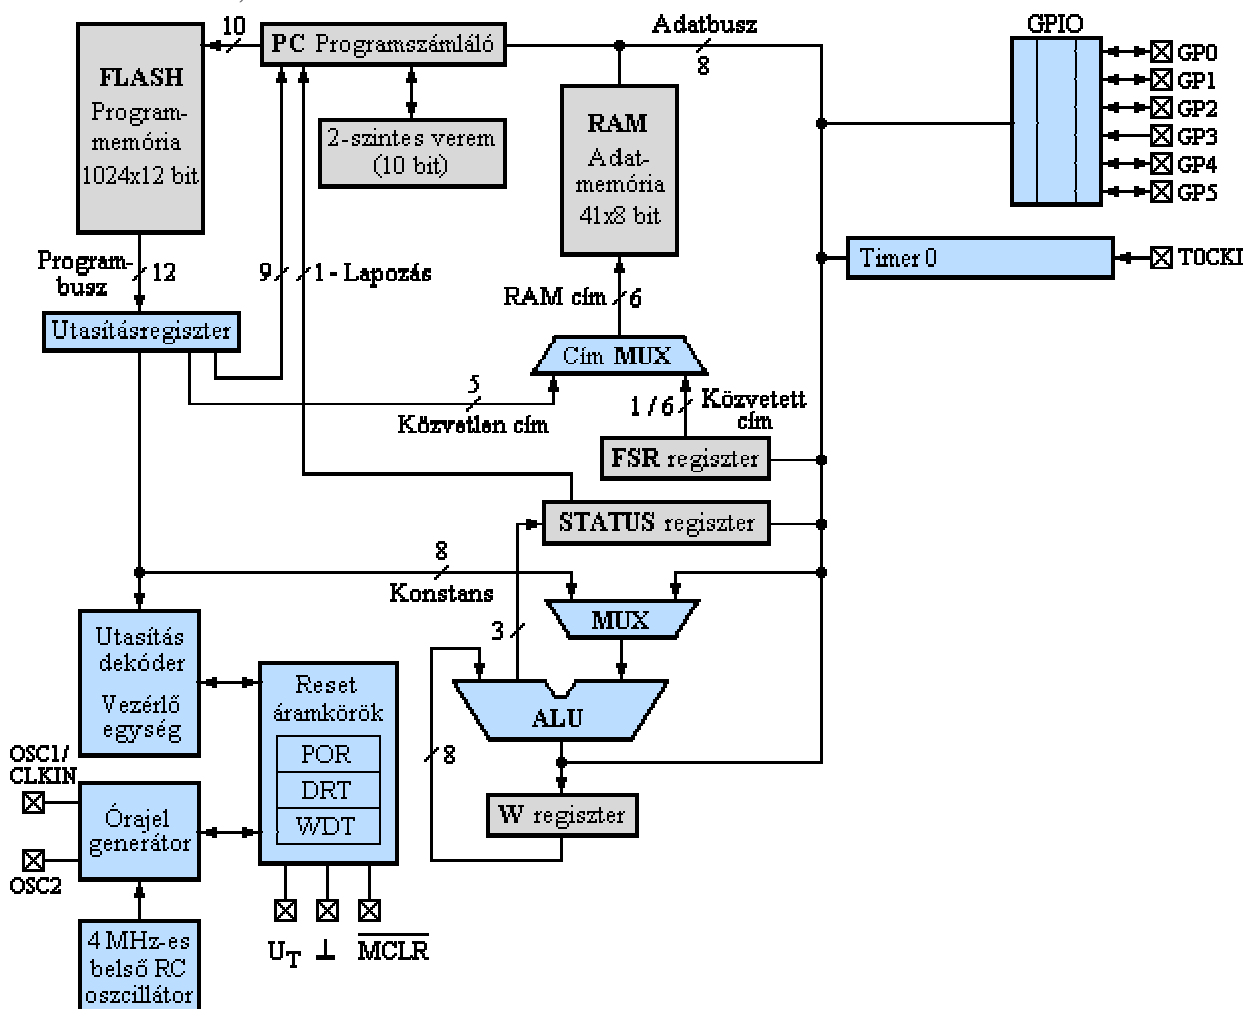 FLASH
Program-
memória
1024x12 bit
10
PC Programszámláló
2-szintes verem
(10 bit)
Adatbusz
8
RAM
Adat-
memória
41x8 bit
GPIO
GP0
GP1
GP2
GP3
GP4
GP5
Timer 0
T0CKI
Program-
busz
12
9
1 - Lapozás
RAM cím
6
Utasításregiszter
Cím MUX
5
Közvetlen cím
1 / 6
Közvetett
cím
FSR regiszter
STATUS regiszter
8
Konstans
MUX
3
ALU
8
W regiszter
Utasítás
dekóder
Vezérlő
egység
Reset
áramkörök
POR
DRT
WDT
OSC1/
CLKIN
OSC2
Órajel
generátor
UT
⊥
MCLR
4 MHz-es
belső RC
oszcillátor